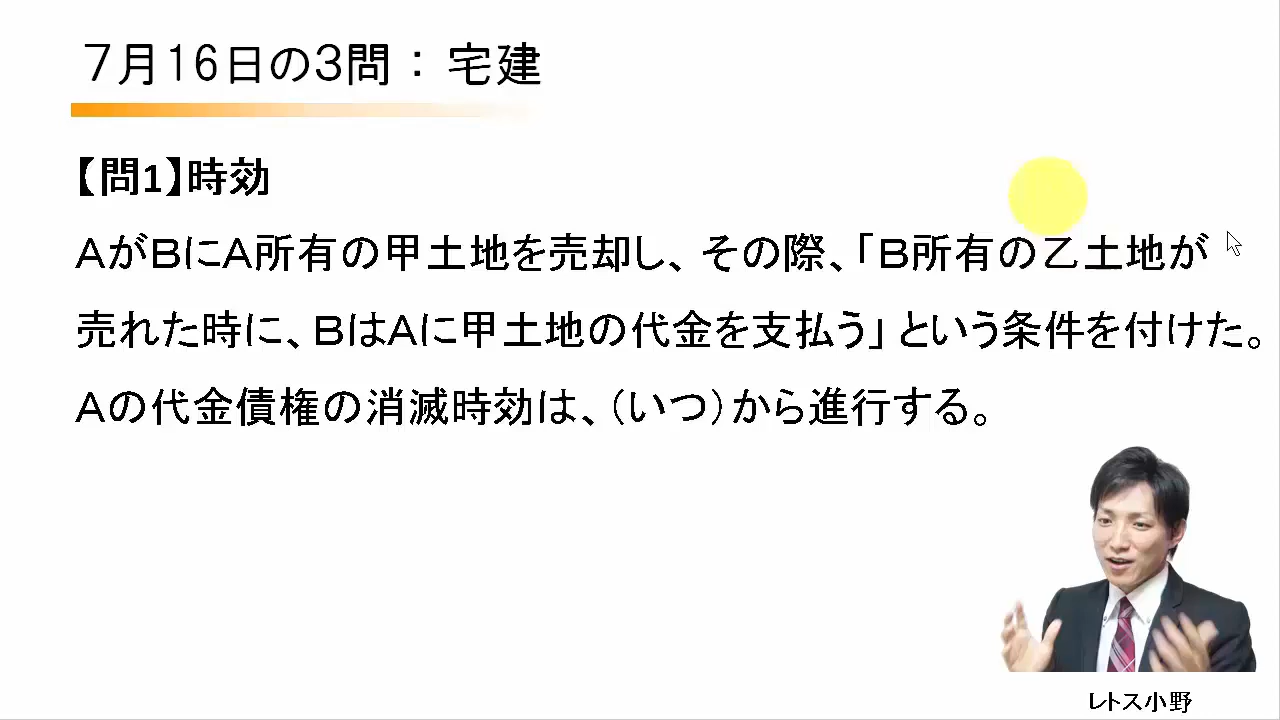 7月16日の3問：宅建
【問1】時効
AがBにA所有の甲土地を売却し、その際、「B所有の乙土地が
売れた時に、BはAに甲土地の代金を支払う」という条件を付けた。
Aの代金債権の消滅時効は、（いつ）から進行する。
レトス小野